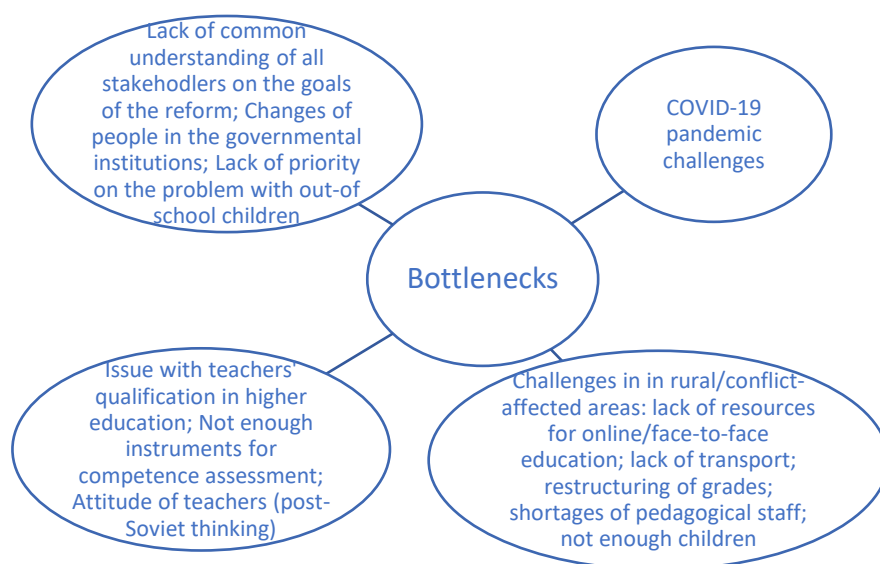 Lack of common
understanding of all
stakehodlers on the goals
of the reform; Changes of
people in the governmental
institutions; Lack of priority
on the problem with out-of
school children
COVID-19
pandemic
challenges
Bottlenecks
Issue with teachers'
qualification in higher
education; Not enough
instruments for
competence assessment;
Attitude of teachers (post-
Soviet thinking)
Challenges in in rural/conflict-
affected areas: lack of resources
for online/face-to-face
education; lack of transport;
restructuring of grades;
shortages of pedagogical staff;
not enough children